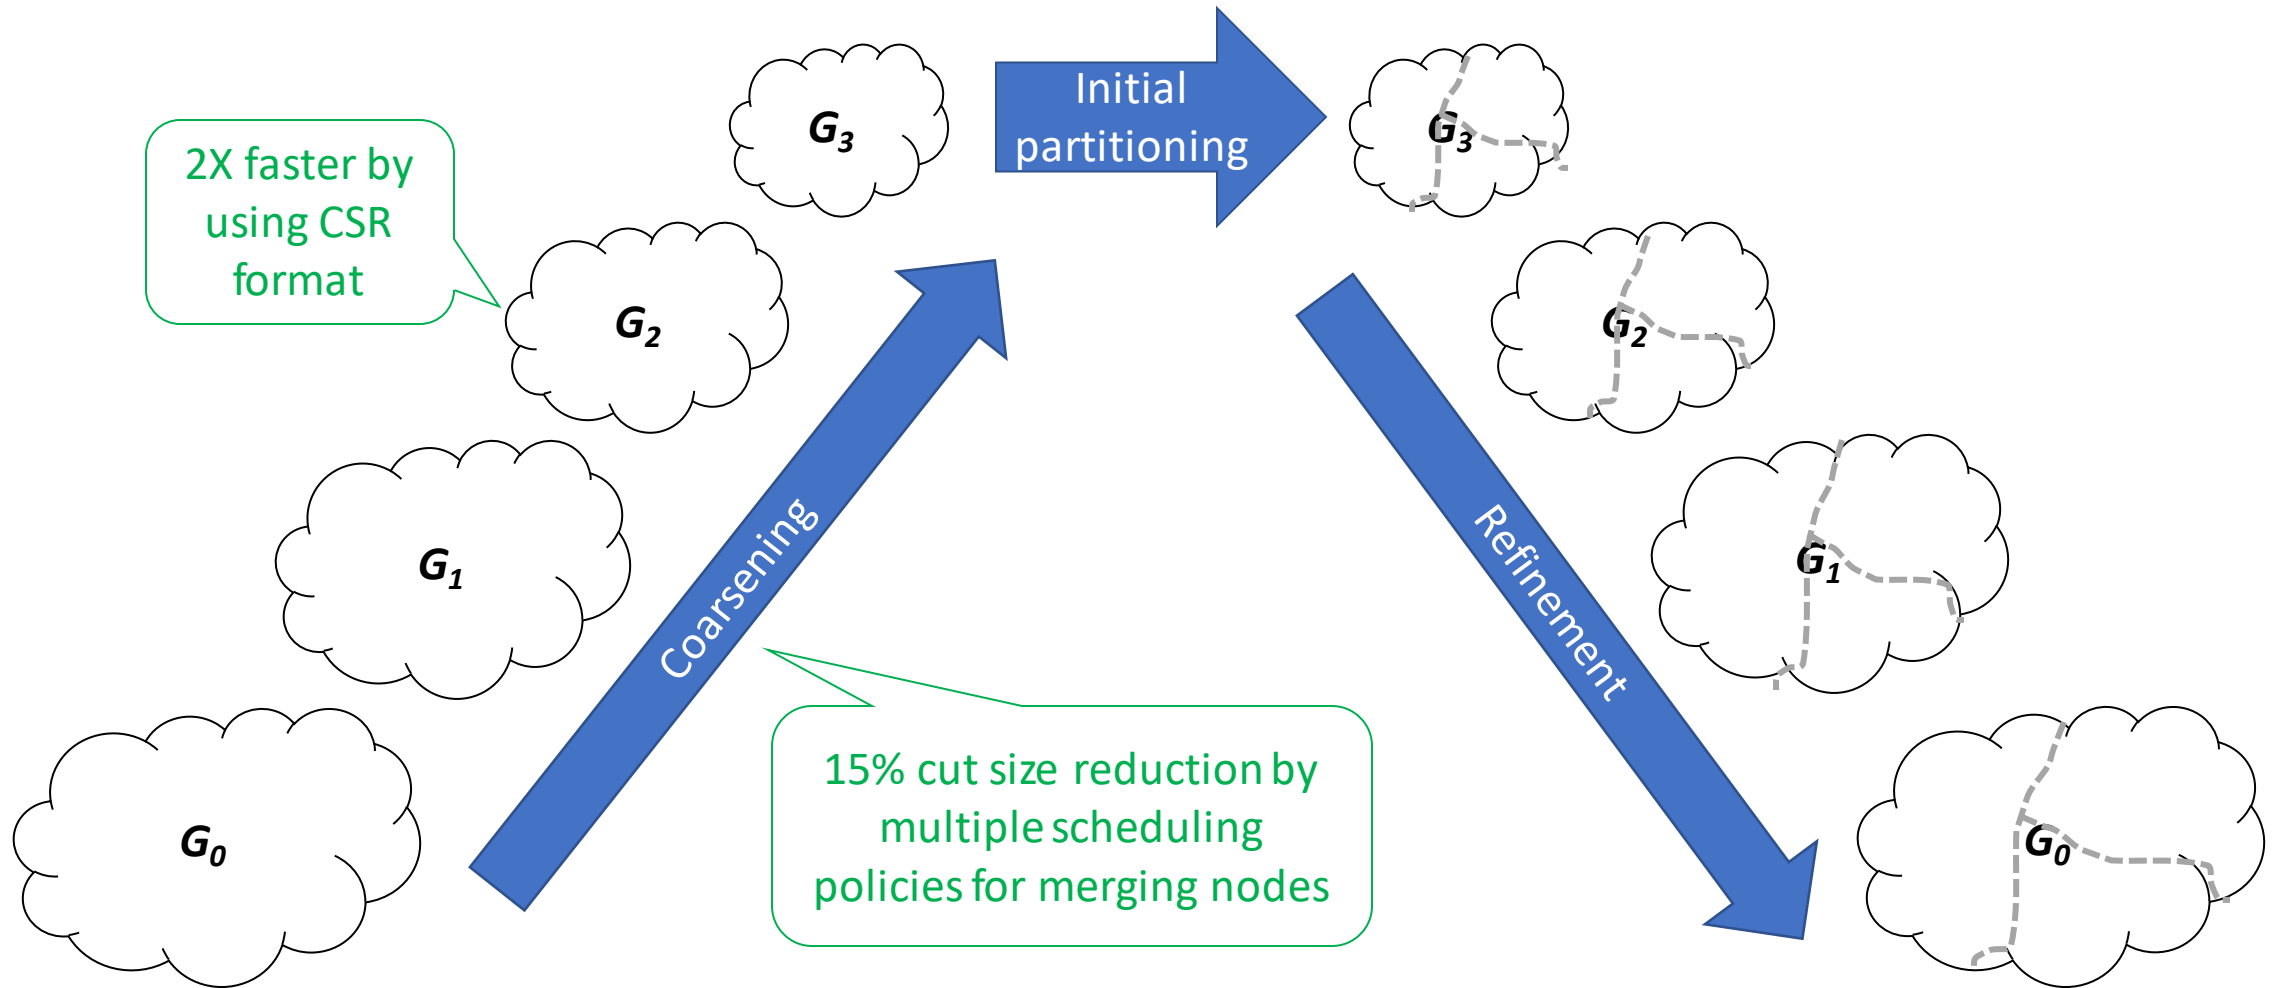 G3
Initial
partitioning
G3
2X faster by
using CSR
format
G2
G2
G1
Coarsening
Refinement
G1
15% cut size reduction by
multiple scheduling
policies for merging nodes
G0
G0